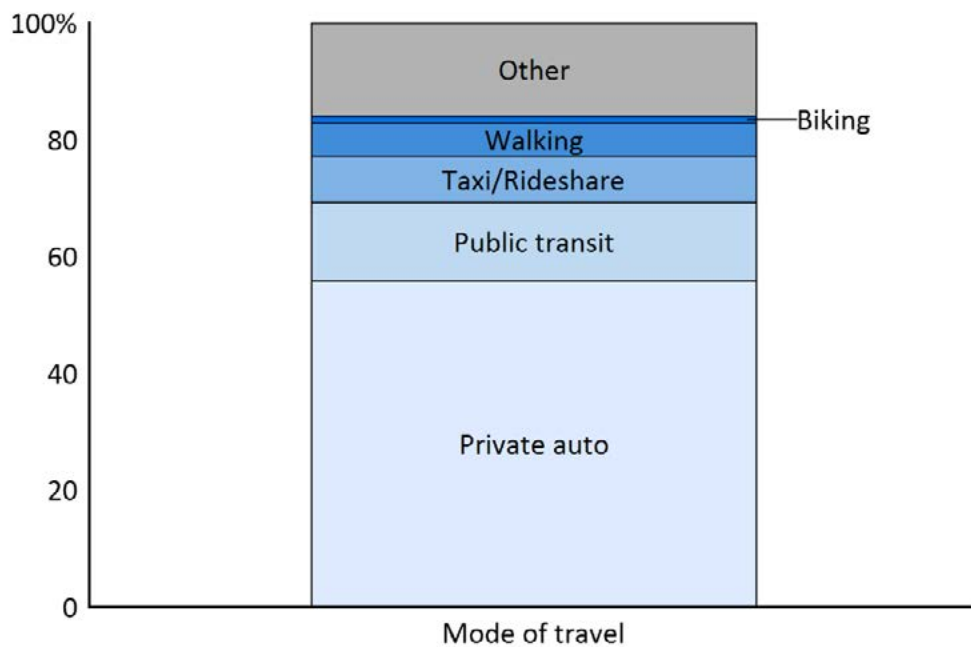 100%
Other
Biking
80
Walking
Taxi/Rideshare
Public transit
60
40
Private auto
20
0
Mode of travel